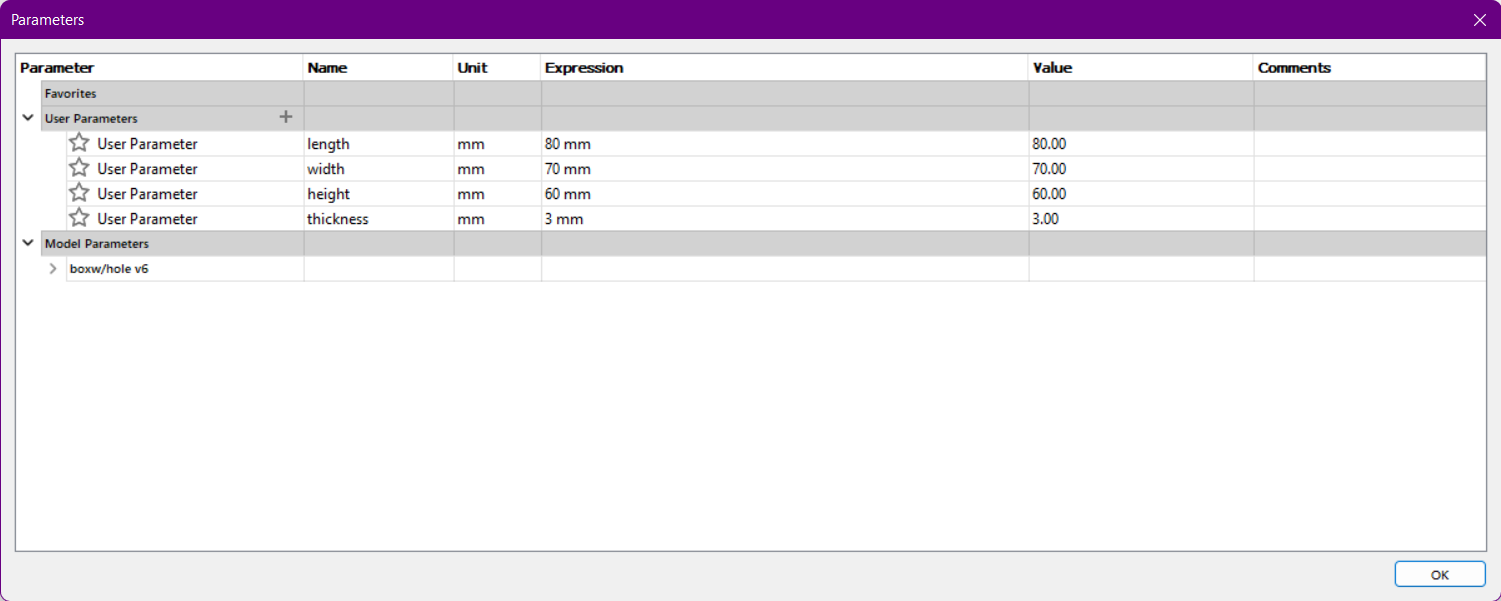 Parameters
Parameter Name Unit Expression Value Comments
Favorites
User Parameters +
User Parameter length mm 80 mm 80.00
User Parameter width mm 70 mm 70.00
User Parameter height mm 60 mm 60.00
User Parameter thickness mm 3 mm 3.00
Model Parameters
boxw/hole v6
OK